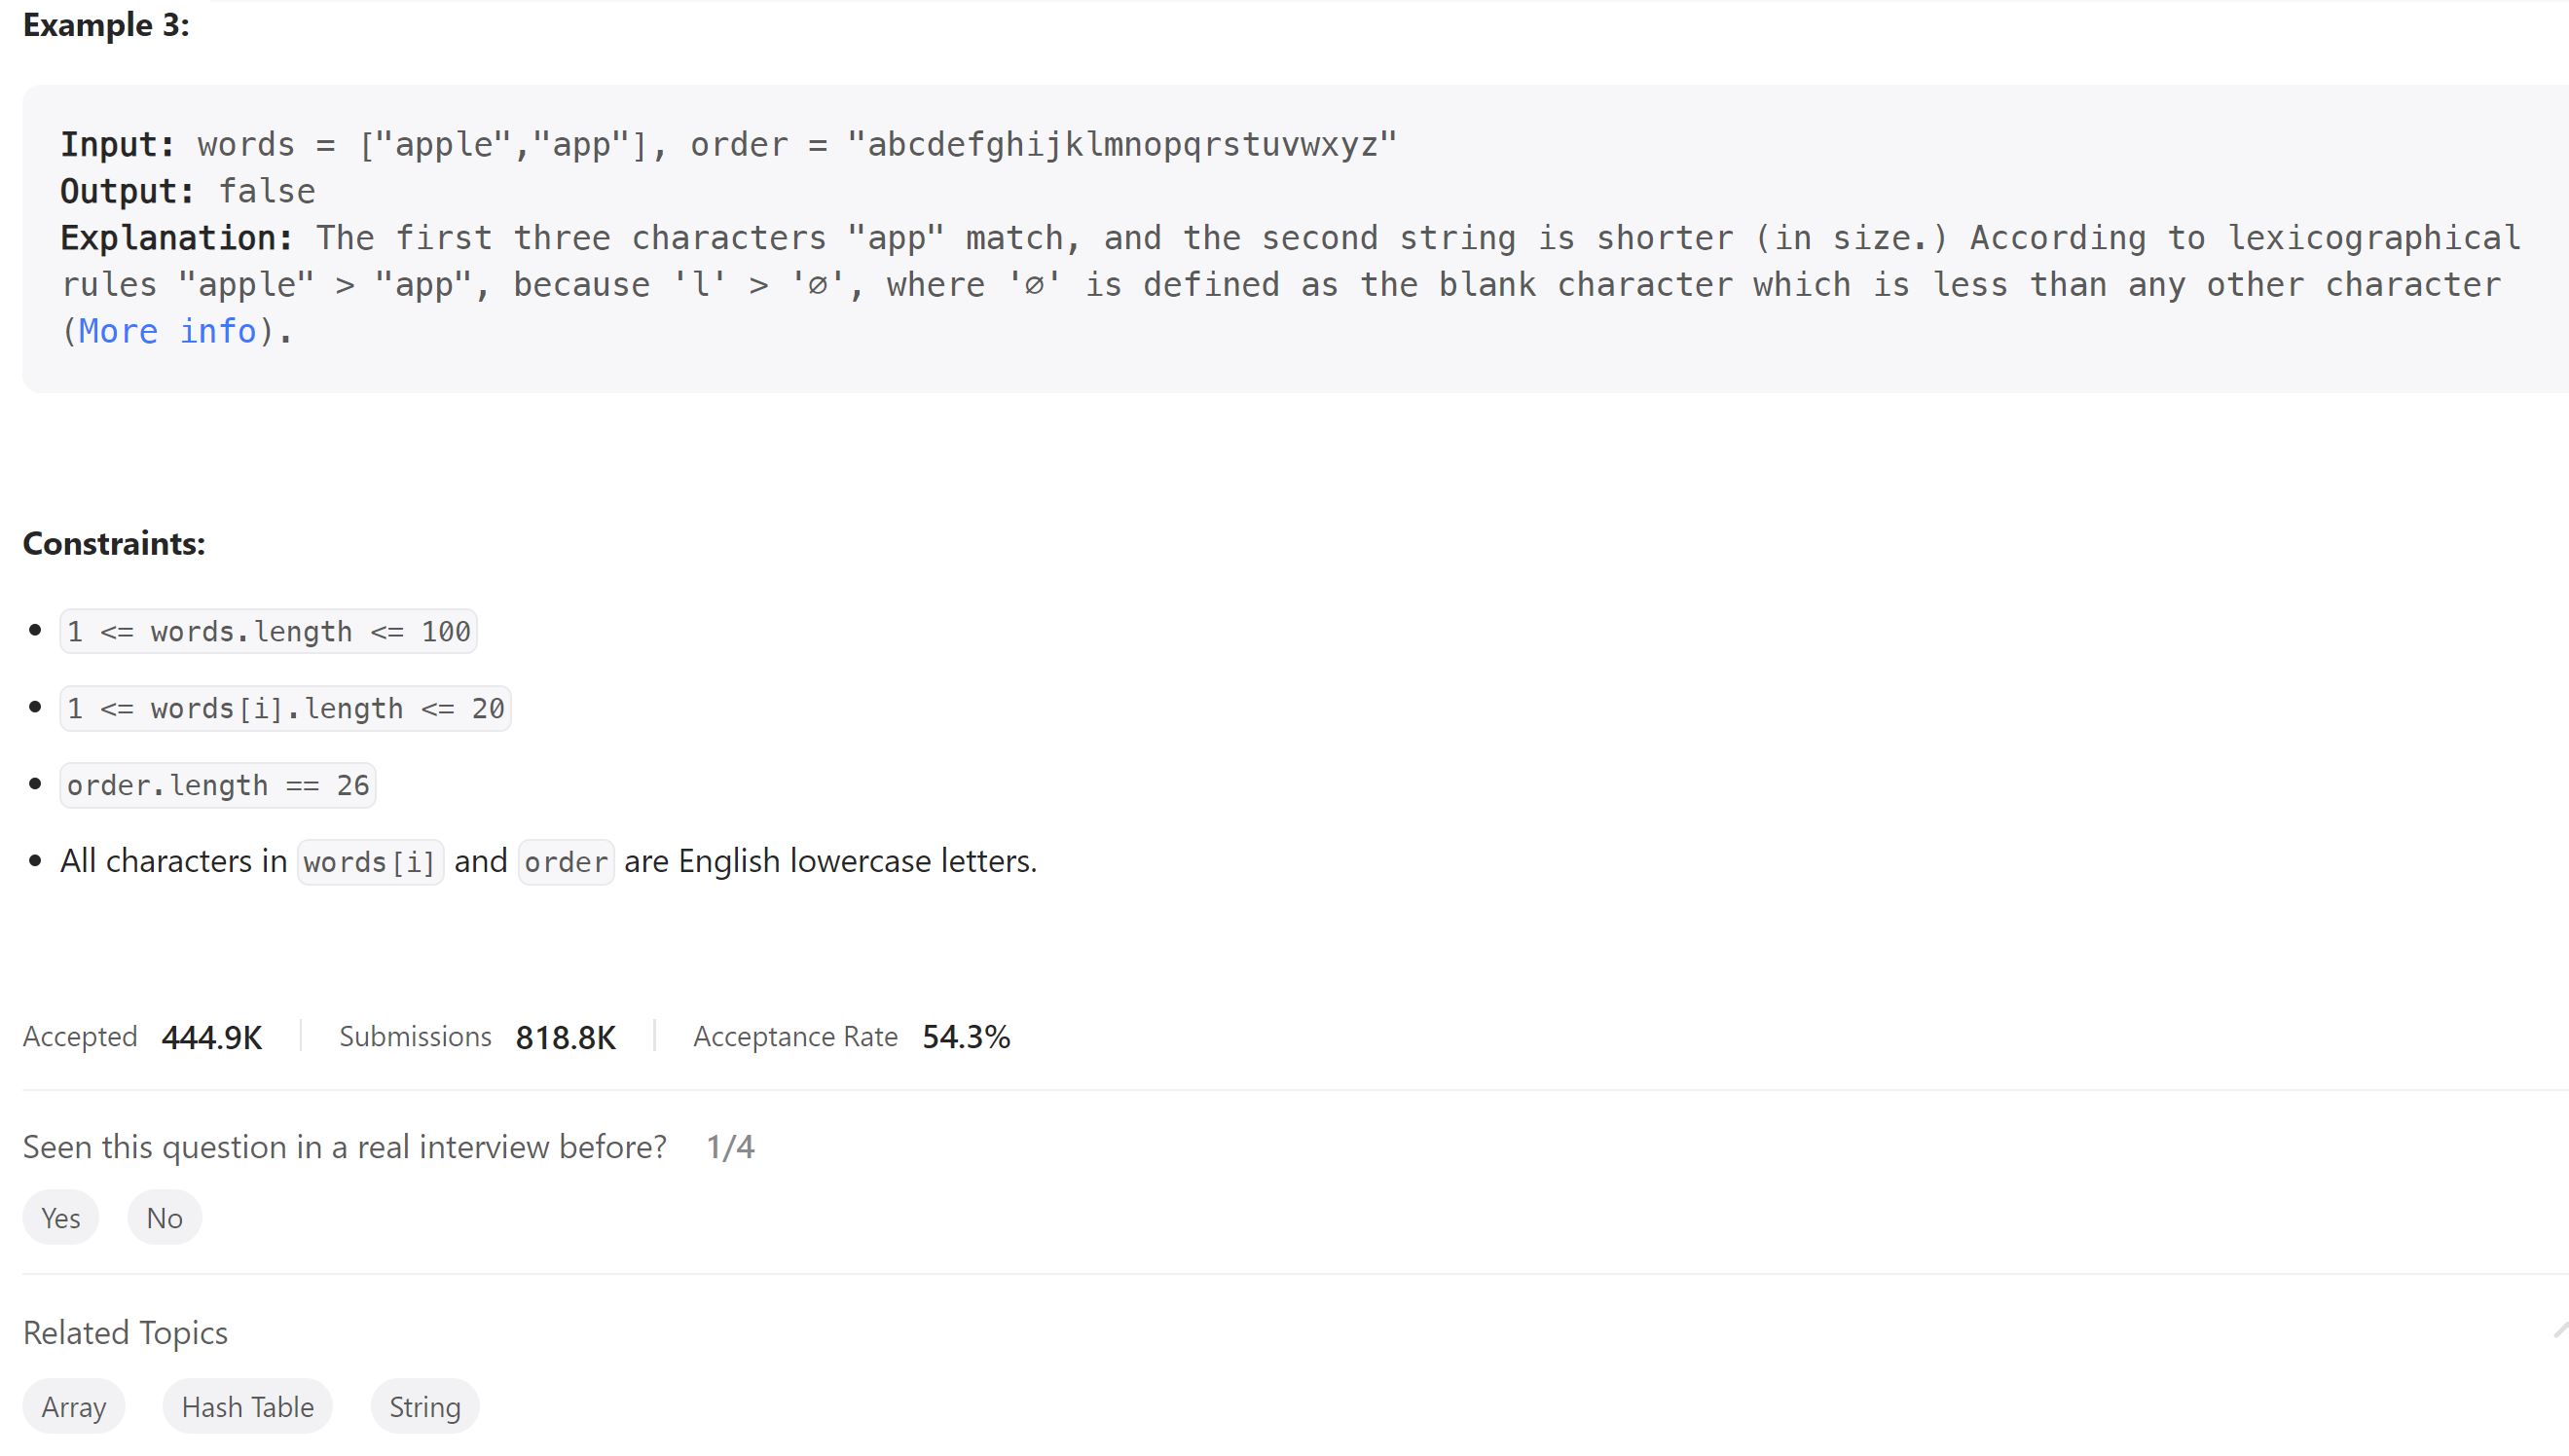 Example 3:
Input: words = ["apple","app"], order = "abcdefghijklmnopqrstuvwxyz"
Output: false
Explanation: The first three characters "app" match, and the second string is shorter (in size.) According to lexicographical
rules "apple" > "app", because 'l' > '∅', where '∅' is defined as the blank character which is less than any other character
(More info).
Constraints:
• 1 <= words.length <= 100
• 1 <= words[i].length <= 20
• order.length == 26
• All characters in words[i] and order are English lowercase letters.
Accepted 444.9K Submissions 818.8K Acceptance Rate 54.3%
Seen this question in a real interview before? 1/4
Yes No
Related Topics
Array Hash Table String